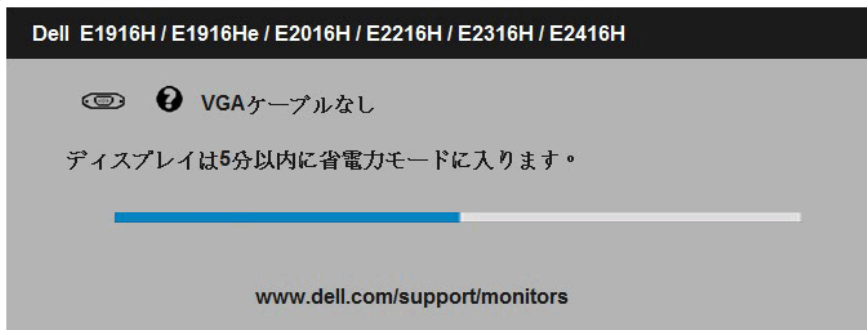 Dell E1916H / E1916He / E2016H / E2216H / E2316H / E2416H
VGAケーブルなし
ディスプレイは5分以内に省電力モードに入ります。
www.dell.com/support/monitors